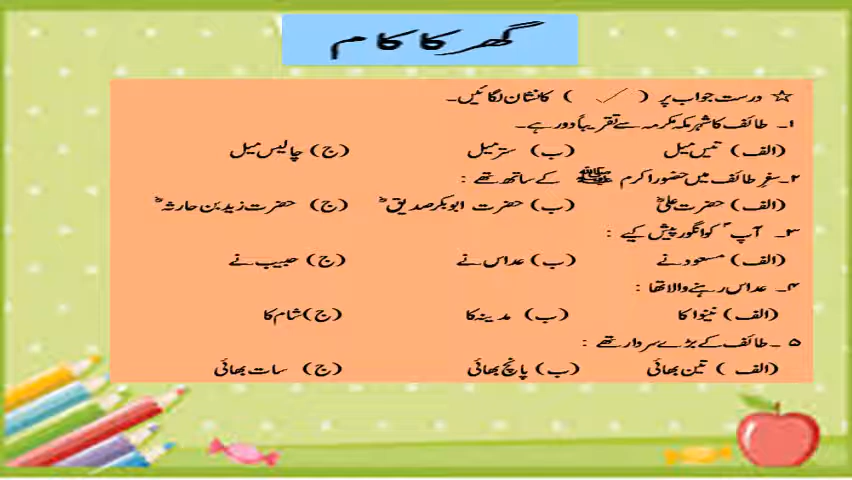 گھر کا کام
☆ درست جواب پر ( ✓ ) کا نشان لگائیں۔
۱۔ طائف کا شہر مکہ مکرمہ سے تقریباً دور ہے۔
(الف) تیس میل (ب) ستر میل (ج) چالیس میل
۲۔ سفرِ طائف میں حضور اکرم ﷺ کے ساتھ تھے :
(الف) حضرت علیؓ (ب) حضرت ابوبکر صدیقؓ (ج) حضرت زید بن حارثہؓ
۳۔ آپؐ کو انگور پیش کیے :
(الف) مسعود نے (ب) عداس نے (ج) حبیب نے
۴۔ عداس رہنے والا تھا :
(الف) نینوا کا (ب) مدینہ کا (ج) شام کا
۵۔ طائف کے بڑے سردار تھے :
(الف) تین بھائی (ب) پانچ بھائی (ج) سات بھائی